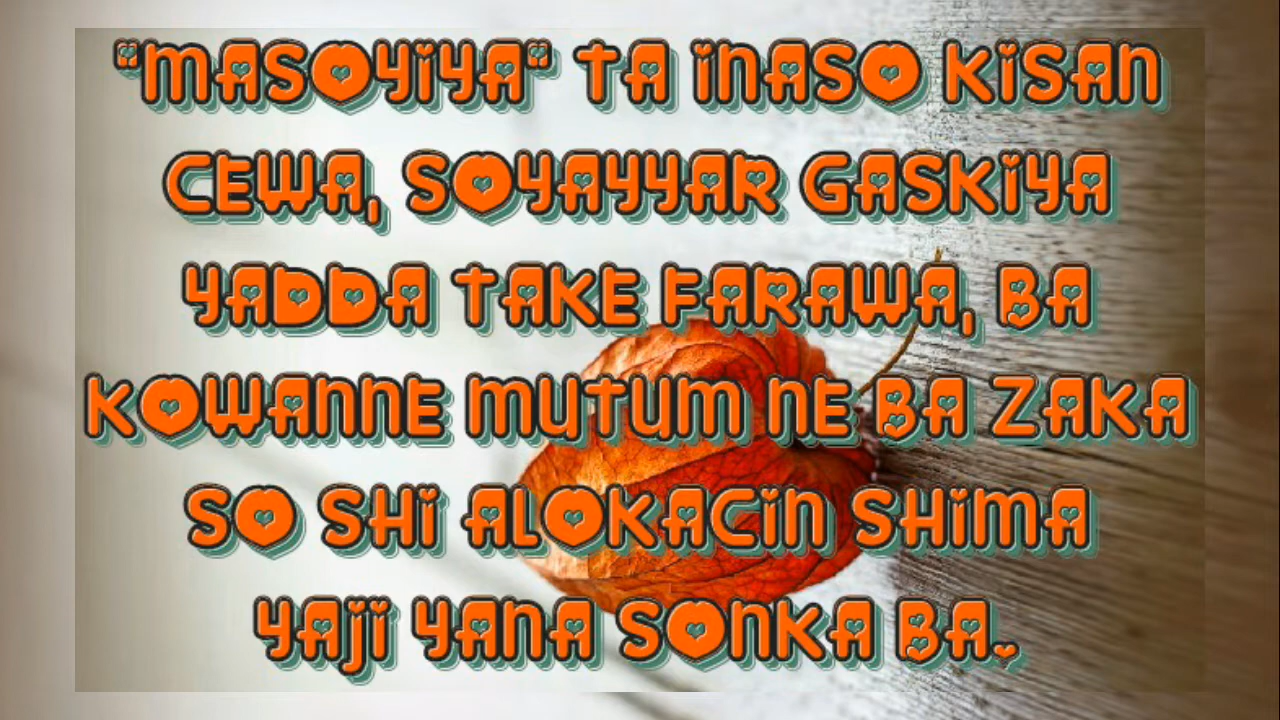 "MASOYIYA" TA INASO KISAN
CEWA, SOYAYYAR GASKIYA
YADDA TAKE FARAWA, BA
KOWANNE MUTUM NE BA ZAKA
SO SHI ALOKACIN SHIMA
YAJI YANA SONKA BA.